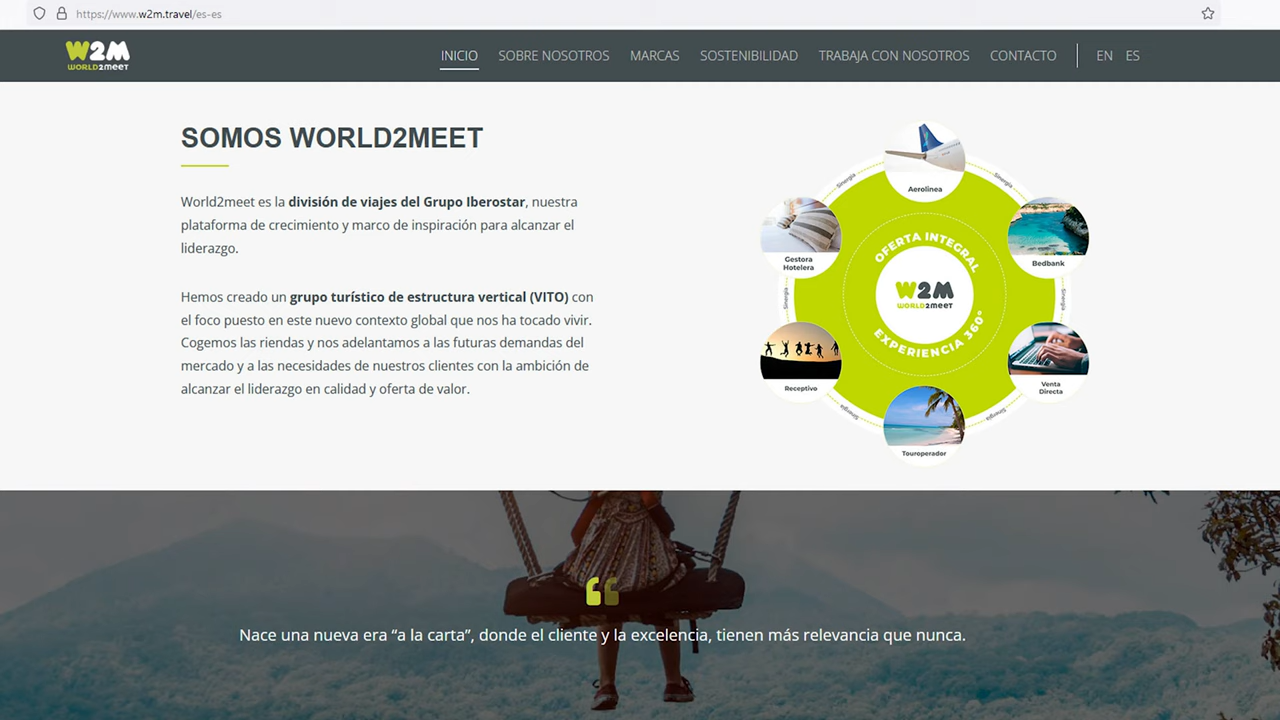 https://www.w2m.travel/es-es
W2M
WORLD2MEET
INICIO
SOBRE NOSOTROS
MARCAS
SOSTENIBILIDAD
TRABAJA CON NOSOTROS
CONTACTO
EN
ES
SOMOS WORLD2MEET
World2meet es la división de viajes del Grupo Iberostar, nuestra
plataforma de crecimiento y marco de inspiración para alcanzar el
liderazgo.
Hemos creado un grupo turístico de estructura vertical (VITO) con
el foco puesto en este nuevo contexto global que nos ha tocado vivir.
Cogemos las riendas y nos adelantamos a las futuras demandas del
mercado y a las necesidades de nuestros clientes con la ambición de
alcanzar el liderazgo en calidad y oferta de valor.
Aerolínea
Sinergia
Sinergia
Gestora
Hotelera
Bedbank
OFERTA INTEGRAL
W2M
WORLD2MEET
EXPERIENCIA 360°
Sinergia
Sinergia
Receptivo
Venta
Directa
Sinergia
Sinergia
Touroperador
Nace una nueva era “a la carta”, donde el cliente y la excelencia, tienen más relevancia que nunca.